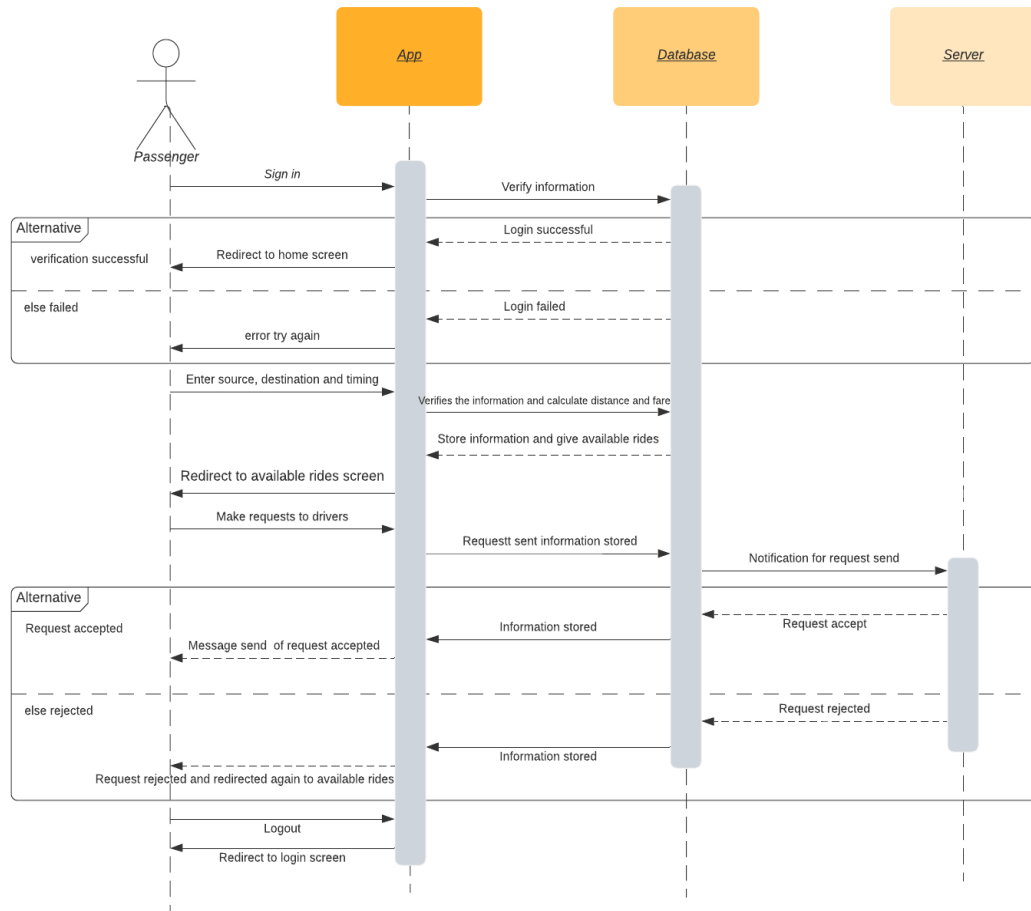 App
Database
Server
Passenger
Sign in
Verify information
Alternative
Login successful
verification successful
Redirect to home screen
else failed
Login failed
error try again
Enter source, destination and timing
Verifies the information and calculate distance and fare
Store information and give available rides
Redirect to available rides screen
Make requests to drivers
Requestt sent information stored
Notification for request send
Alternative
Request accepted
Request accept
Information stored
Message send of request accepted
else rejected
Request rejected
Information stored
Request rejected and redirected again to available rides
Logout
Redirect to login screen